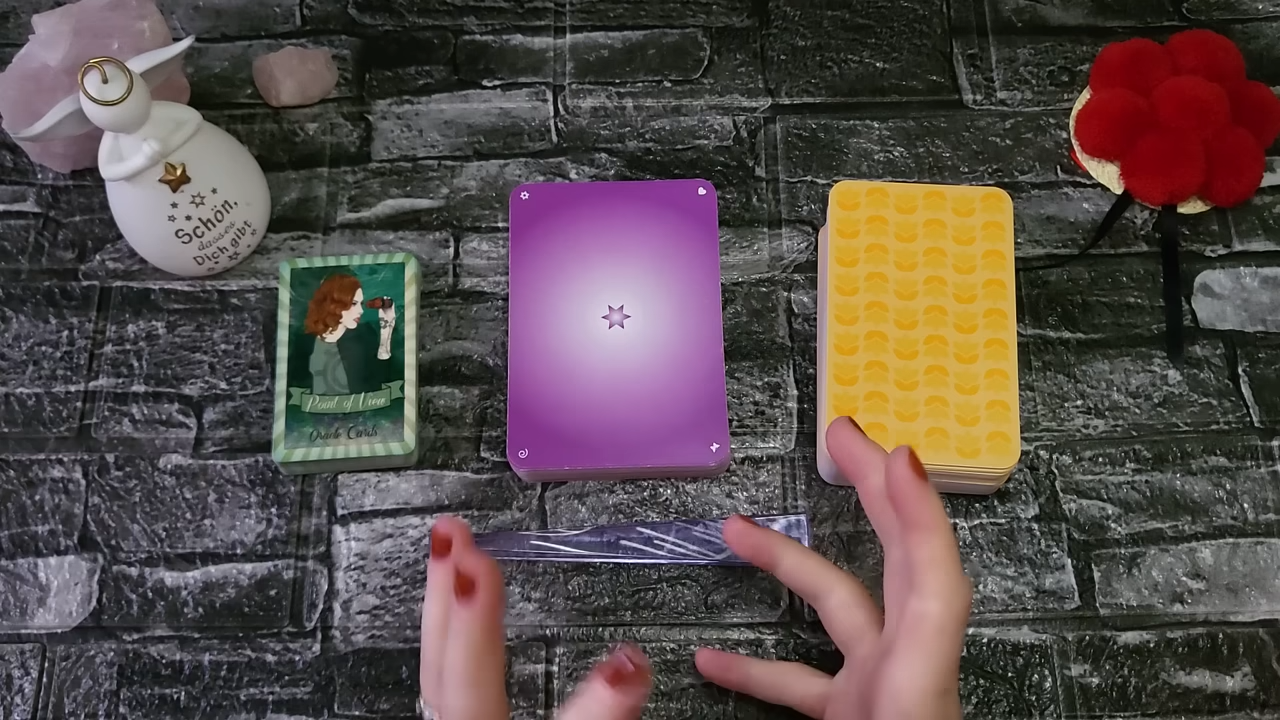 Schön,
dass es
Dich gibt
Point of View
Oracle Cards